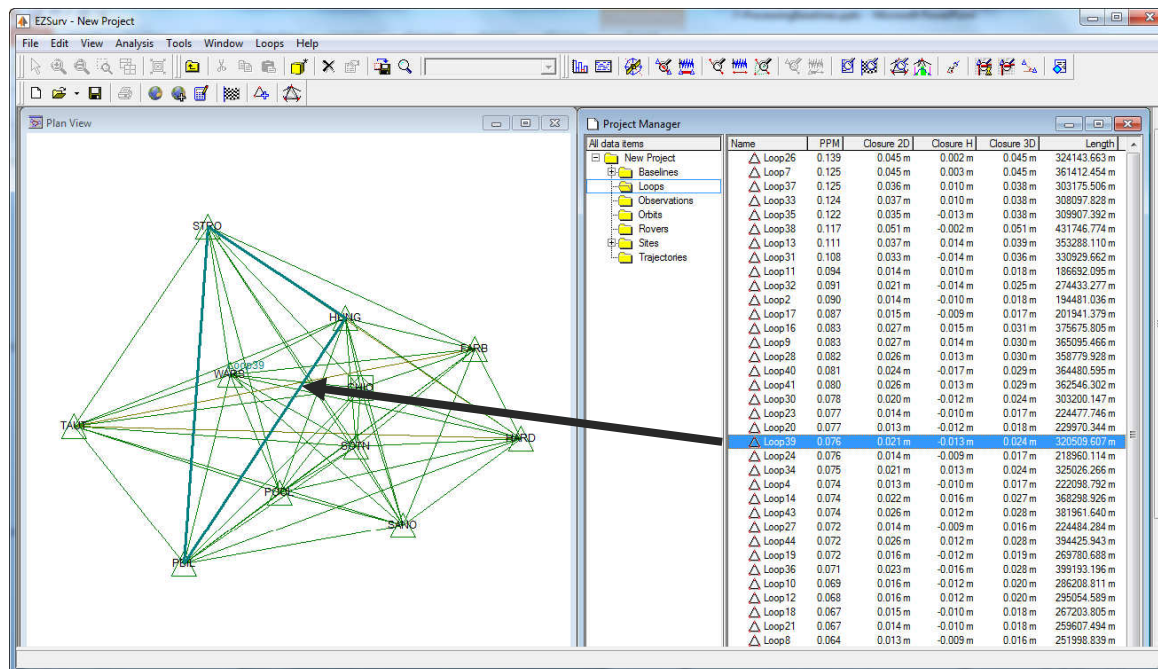 EZSurv - New Project
File Edit View Analysis Tools Window Loops Help
Plan View
STRO
HUNG
FARB
Loop39
WABS
OHIO
TAUT
SOTN
HARD
POOL
SANO
Project Manager
All data items
New Project
Baselines
Loops
Observations
Orbits
Rovers
Sites
Trajectories
Name PPM Closure 2D Closure H Closure 3D Length
Loop26 0.139 0.045 m 0.002 m 0.045 m 324143.663 m
Loop7 0.125 0.045 m 0.003 m 0.045 m 361412.454 m
Loop37 0.125 0.036 m 0.010 m 0.038 m 303175.506 m
Loop33 0.124 0.037 m 0.010 m 0.038 m 308097.828 m
Loop35 0.122 0.035 m -0.013 m 0.038 m 309907.392 m
Loop38 0.117 0.051 m -0.002 m 0.051 m 431746.774 m
Loop13 0.111 0.037 m 0.014 m 0.039 m 353288.110 m
Loop31 0.108 0.033 m -0.014 m 0.036 m 330929.662 m
Loop11 0.094 0.014 m 0.010 m 0.018 m 186692.095 m
Loop32 0.091 0.021 m -0.014 m 0.025 m 274433.277 m
Loop2 0.090 0.014 m -0.010 m 0.018 m 194481.036 m
Loop17 0.087 0.015 m -0.009 m 0.017 m 201941.379 m
Loop16 0.083 0.027 m 0.015 m 0.031 m 375675.805 m
Loop9 0.083 0.027 m 0.014 m 0.030 m 365095.466 m
Loop28 0.082 0.026 m 0.013 m 0.030 m 358779.928 m
Loop40 0.081 0.024 m -0.017 m 0.029 m 364480.595 m
Loop41 0.080 0.026 m 0.013 m 0.029 m 362546.302 m
Loop30 0.078 0.020 m -0.012 m 0.024 m 303200.147 m
Loop23 0.077 0.014 m -0.010 m 0.017 m 224477.746 m
Loop20 0.077 0.013 m -0.012 m 0.018 m 229970.344 m
Loop39 0.076 0.021 m -0.013 m 0.024 m 320509.607 m
Loop24 0.076 0.014 m -0.009 m 0.017 m 218960.114 m
Loop34 0.075 0.021 m 0.013 m 0.024 m 325026.266 m
Loop4 0.074 0.013 m -0.010 m 0.017 m 222098.792 m
Loop14 0.074 0.022 m 0.016 m 0.027 m 368298.926 m
Loop43 0.074 0.026 m 0.012 m 0.028 m 381961.640 m
Loop27 0.072 0.014 m -0.009 m 0.016 m 224484.284 m
Loop44 0.072 0.026 m 0.012 m 0.028 m 394425.943 m
Loop19 0.072 0.016 m -0.012 m 0.019 m 269780.688 m
Loop36 0.071 0.023 m -0.016 m 0.028 m 399193.196 m
Loop10 0.069 0.016 m -0.012 m 0.020 m 286208.811 m
Loop12 0.068 0.016 m 0.012 m 0.020 m 295054.589 m
Loop18 0.067 0.015 m -0.010 m 0.018 m 267203.805 m
Loop21 0.067 0.014 m -0.010 m 0.018 m 259607.494 m
Loop8 0.064 0.013 m -0.009 m 0.016 m 251998.839 m